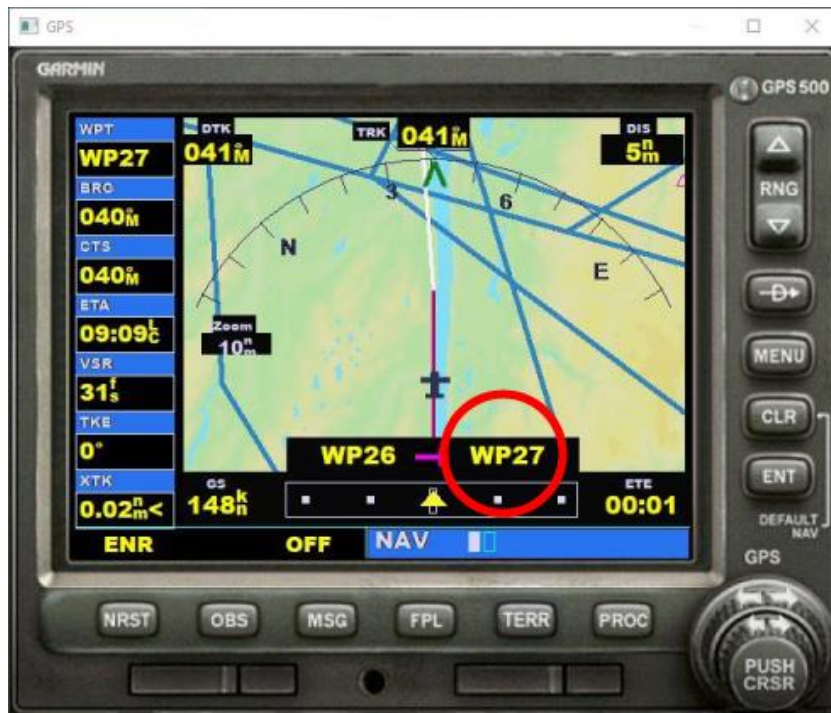 GPS
GARMIN
GPS 500
WPT
WP27
BRG
040°M
CTS
040°M
ETA
09:09LC
VSR
31fs
TKE
0°
XTK
0.02nm<
DTK
041°M
TRK
041°M
DIS
5nm
N
3
6
E
Zoom
10nm
WP26
WP27
GS
148kn
ETE
00:01
ENR
OFF
NAV
RNG
D
MENU
CLR
ENT
DEFAULT
NAV
GPS
NRST
OBS
MSG
FPL
TERR
PROC
PUSH
CRSR